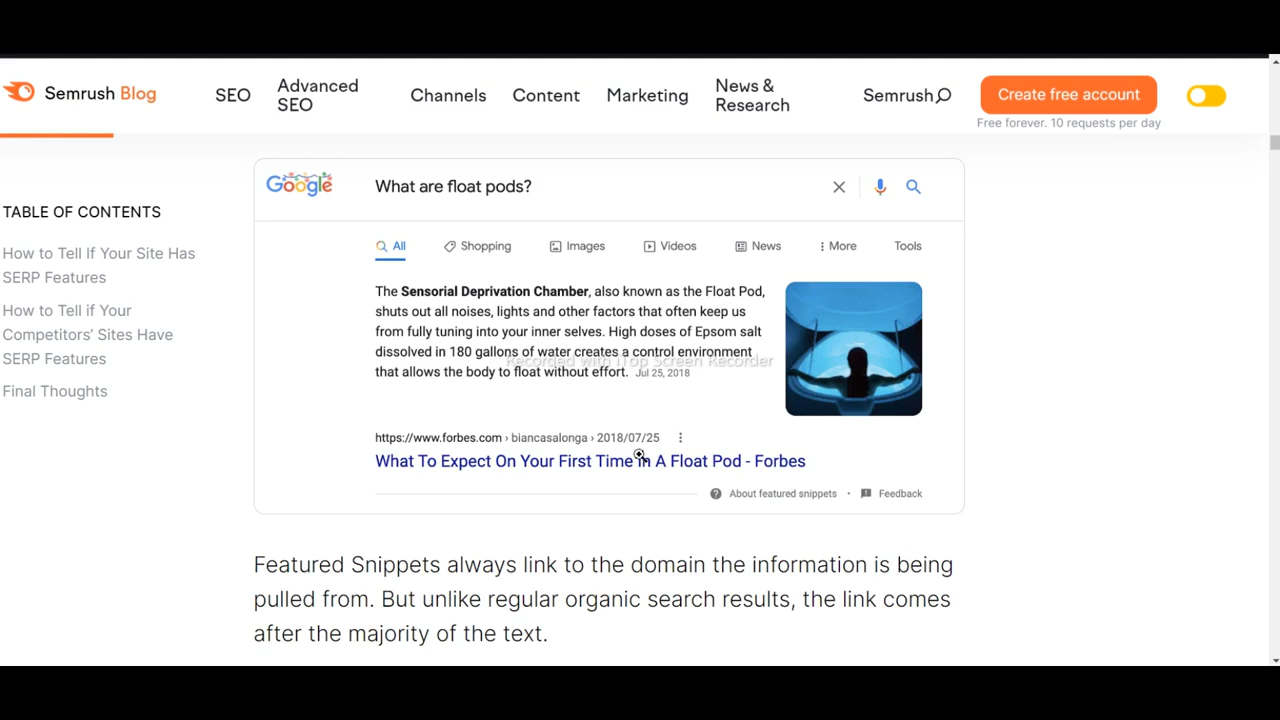 Semrush Blog
SEO
Advanced
SEO
Channels
Content
Marketing
News &
Research
Semrush
Create free account
Free forever. 10 requests per day
TABLE OF CONTENTS
How to Tell If Your Site Has
SERP Features
How to Tell if Your
Competitors’ Sites Have
SERP Features
Final Thoughts
Google
What are float pods?
All
Shopping
Images
Videos
News
More
Tools
The Sensorial Deprivation Chamber, also known as the Float Pod,
shuts out all noises, lights and other factors that often keep us
from fully tuning into your inner selves. High doses of Epsom salt
dissolved in 180 gallons of water creates a control environment
that allows the body to float without effort. Jul 25, 2018
Recorded with iTop Screen Recorder
https://www.forbes.com › biancasalonga › 2018/07/25
What To Expect On Your First Time In A Float Pod - Forbes
About featured snippets • Feedback
Featured Snippets always link to the domain the information is being
pulled from. But unlike regular organic search results, the link comes
after the majority of the text.